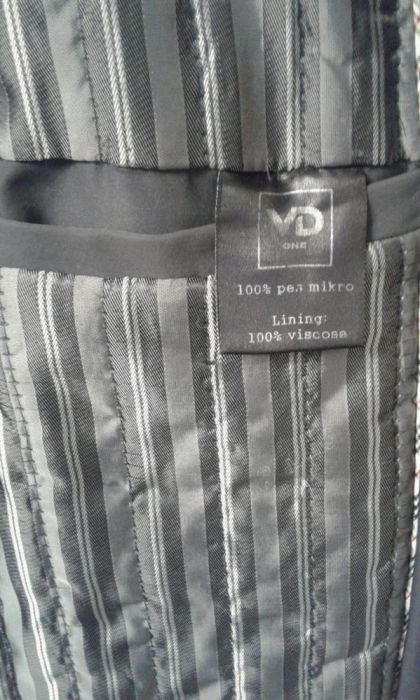 VD
ONE
100% pes mikro
Lining:
100% viscose